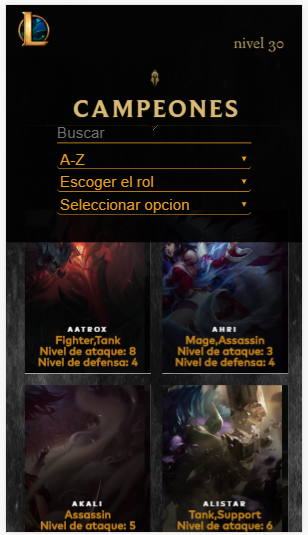 L
nivel 30
CAMPEONES
Buscar
A-Z
Escoger el rol
Seleccionar opcion
AATROX
Fighter,Tank
Nivel de ataque: 8
Nivel de defensa: 4
AHRI
Mage,Assassin
Nivel de ataque: 3
Nivel de defensa: 4
AKALI
Assassin
Nivel de ataque: 5
ALISTAR
Tank,Support
Nivel de ataque: 6